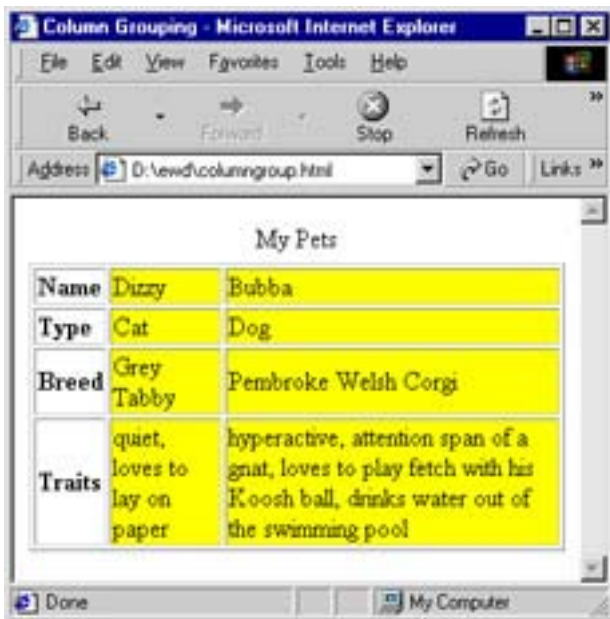 Column Grouping - Microsoft Internet Explorer
File Edit View Favorites Tools Help
Back Forward Stop Refresh »
Address D:\ewd\columngroup.html Go Links »
My Pets
Name Dizzy Bubba
Type Cat Dog
Breed Grey Tabby Pembroke Welsh Corgi
Traits quiet, loves to lay on paper hyperactive, attention span of a gnat, loves to play fetch with his Koosh ball, drinks water out of the swimming pool
Done My Computer